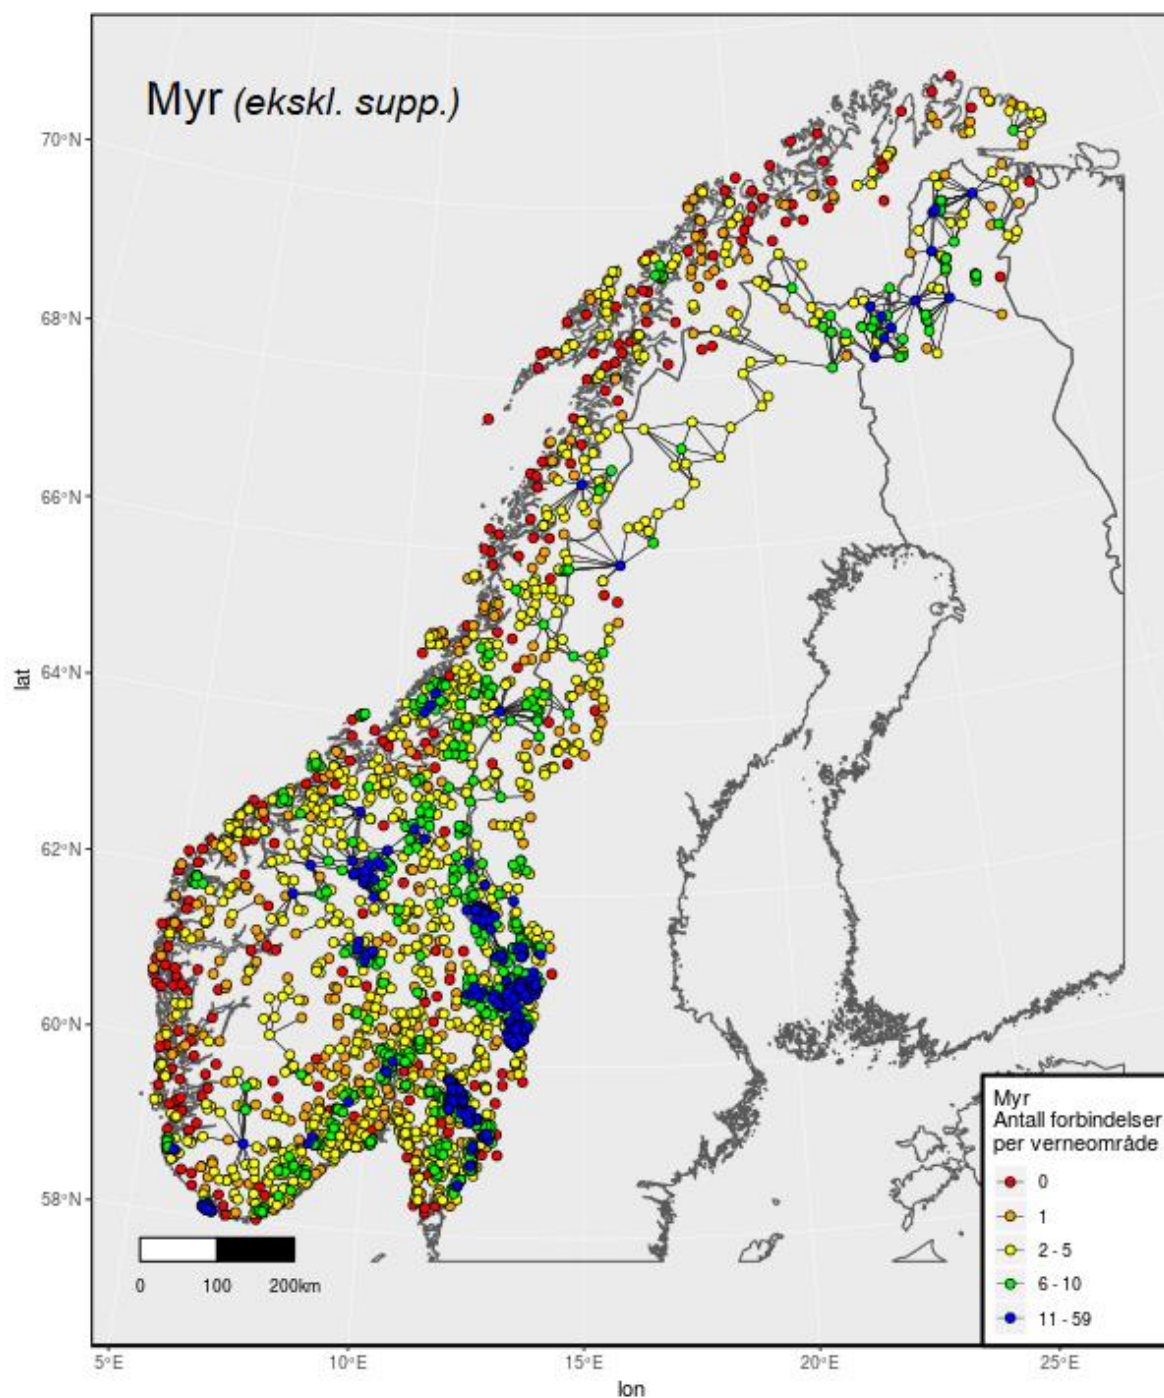 Myr (ekskl. supp.)
70°N
68°N
66°N
64°N
62°N
60°N
58°N
lat
0 100 200km
Myr
Antall forbindelser
per verneområde
0
1
2 - 5
6 - 10
11 - 59
5°E 10°E 15°E 20°E 25°E
lon